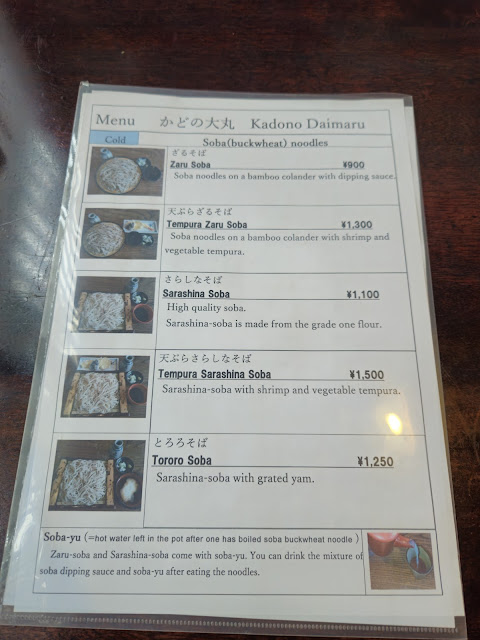 Menu かどの大丸 Kadono Daimaru
Cold Soba(buckwheat) noodles
ざるそば
Zaru Soba ¥900
Soba noodles on a bamboo colander with dipping sauce.
天ぷらざるそば
Tempura Zaru Soba ¥1,300
Soba noodles on a bamboo colander with shrimp and
vegetable tempura.
さらしなそば
Sarashina Soba ¥1,100
High quality soba.
Sarashina-soba is made from the grade one flour.
天ぷらさらしなそば
Tempura Sarashina Soba ¥1,500
Sarashina-soba with shrimp and vegetable tempura.
とろろそば
Tororo Soba ¥1,250
Sarashina-soba with grated yam.
Soba-yu (=hot water left in the pot after one has boiled soba buckwheat noodle )
Zaru-soba and Sarashina-soba come with soba-yu. You can drink the mixture of
soba dipping sauce and soba-yu after eating the noodles.